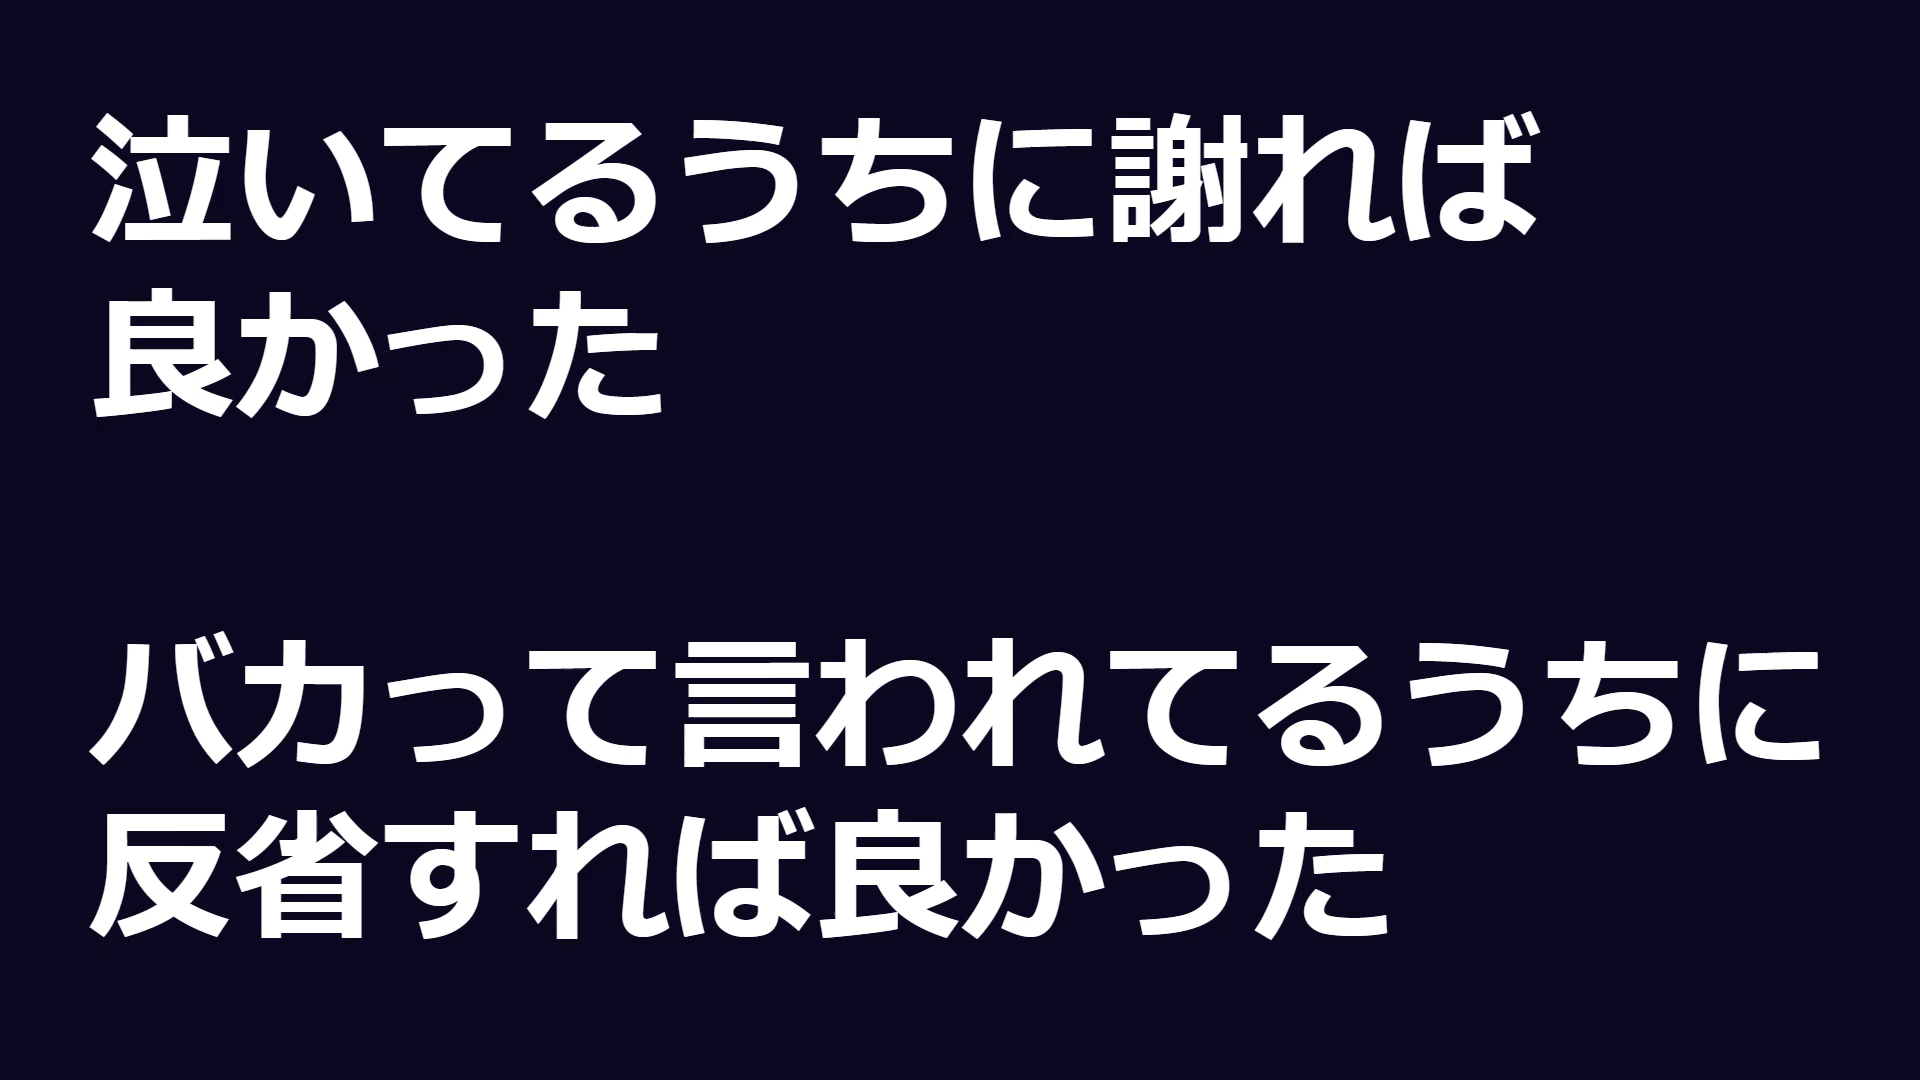 泣いてるうちに謝れば
良かった
バカって言われてるうちに
反省すれば良かった